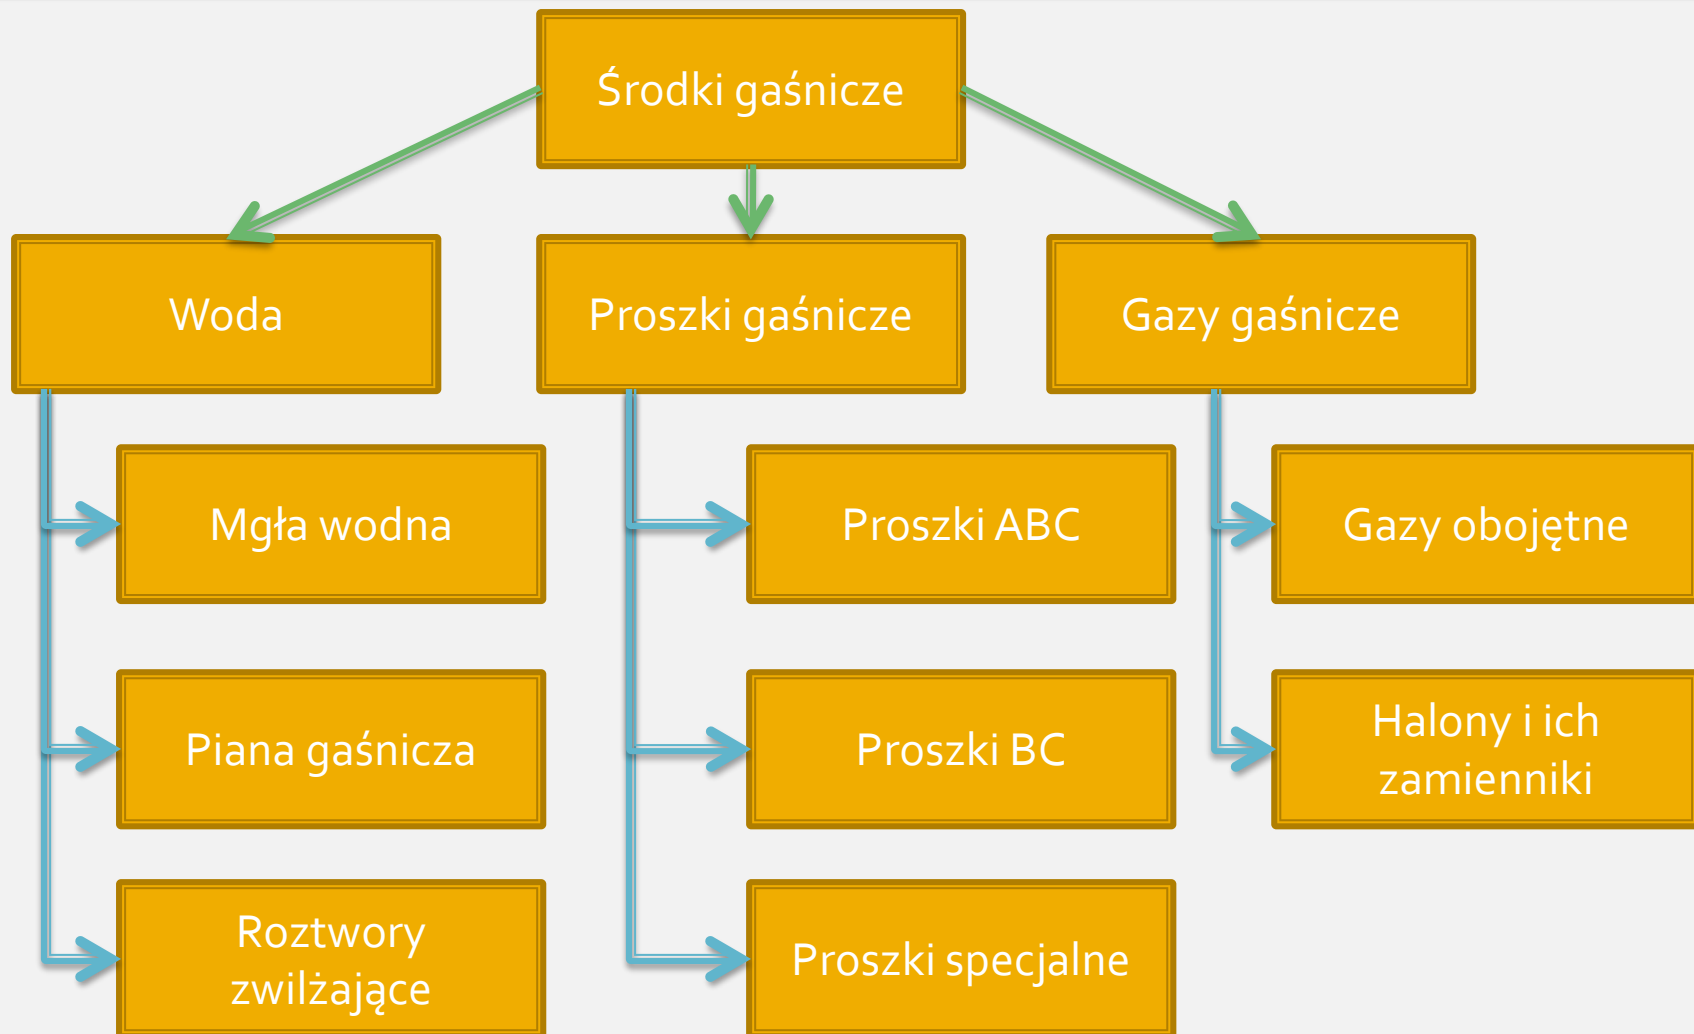 Środki gaśnicze
Woda
Proszki gaśnicze
Gazy gaśnicze
Mgła wodna
Proszki ABC
Gazy obojętne
Piana gaśnicza
Proszki BC
Halony i ich
zamienniki
Roztwory
zwilżające
Proszki specjalne